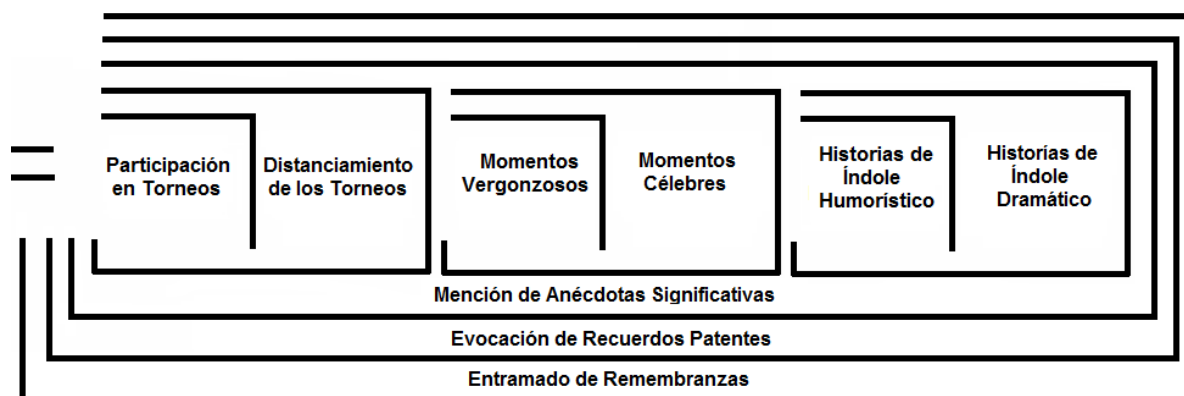 Participación
en Torneos
Distanciamiento
de los Torneos
Momentos
Vergonzosos
Momentos
Célebres
Historias de
Índole
Humorístico
Historias de
Índole
Dramático
Mención de Anécdotas Significativas
Evocación de Recuerdos Patentes
Entramado de Remembranzas